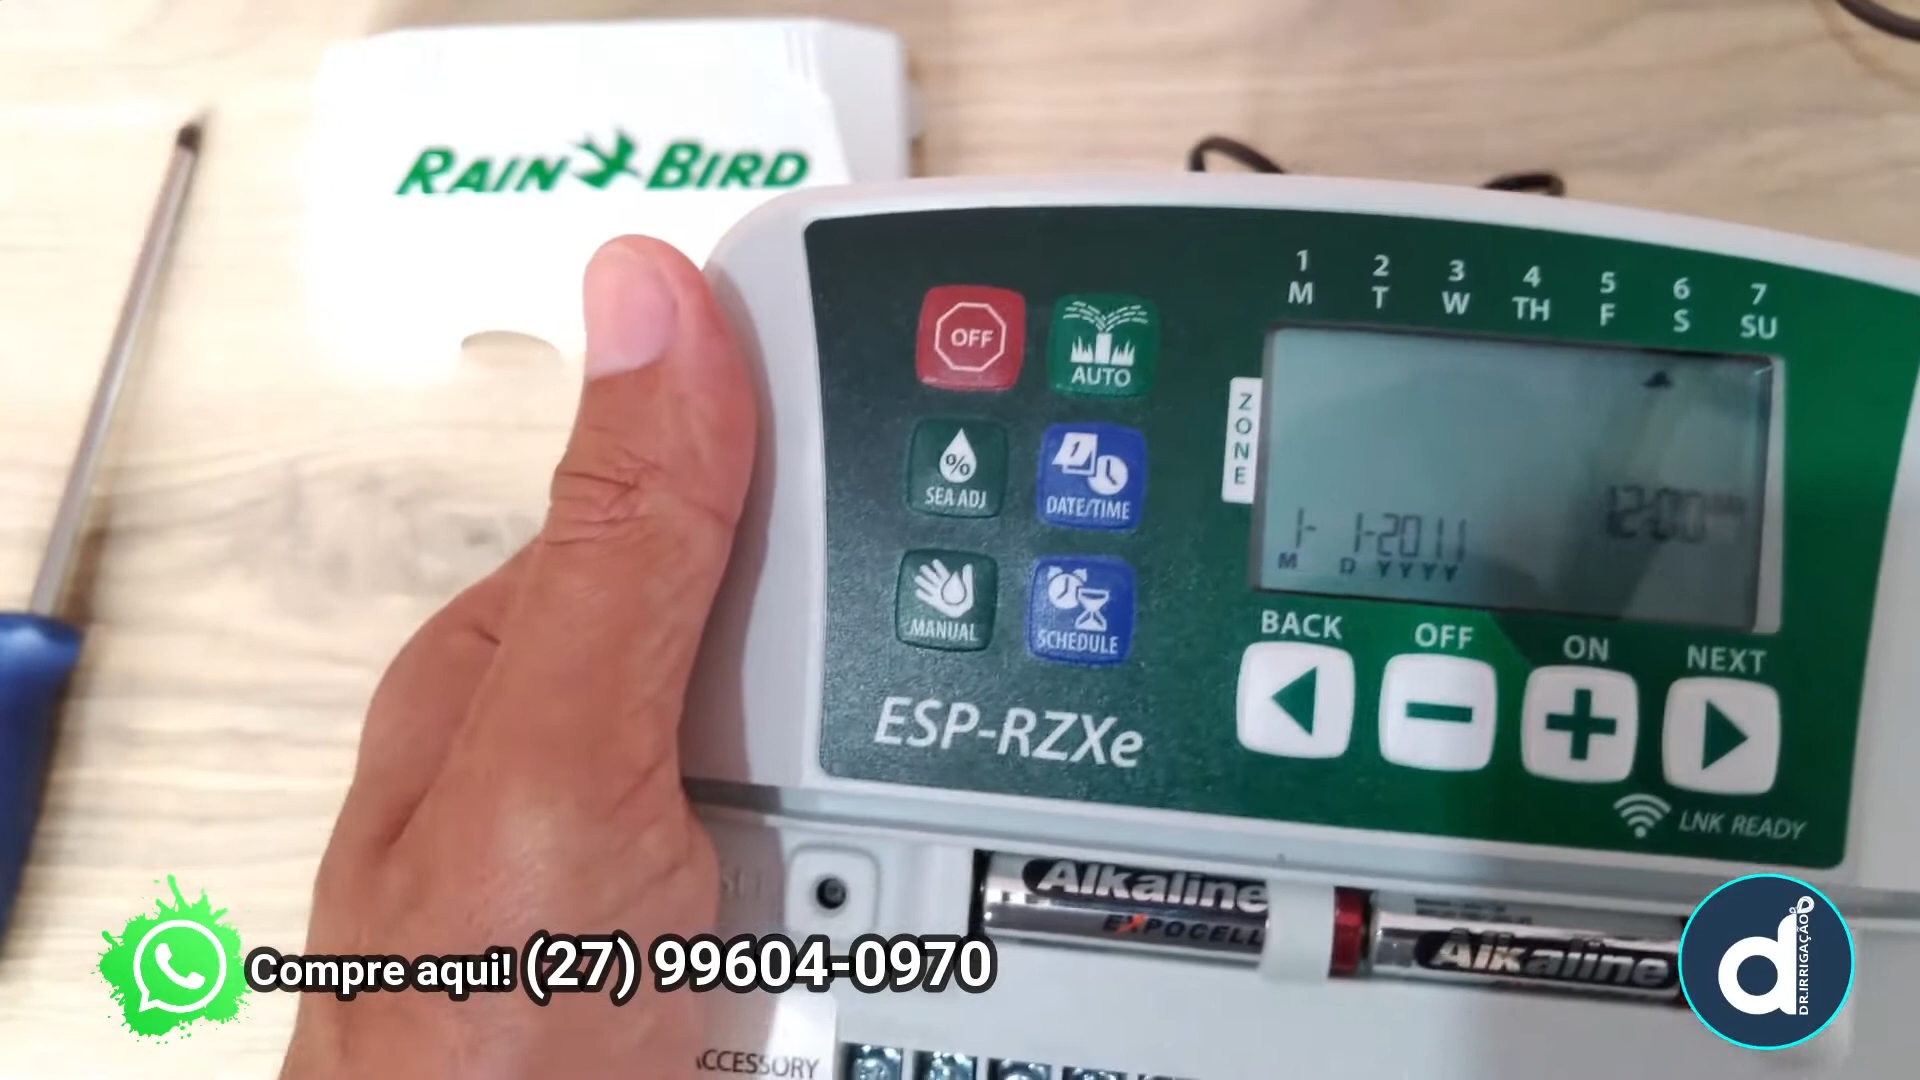 RAIN BIRD
1 2 3 4 5 6 7
M T W TH F S SU
OFF
AUTO
ZONE
%
SEA ADJ
1
DATE/TIME
MANUAL
SCHEDULE
12:00
1- 1-2011
M D YYYY
BACK OFF ON NEXT
ESP-RZXe
LNK READY
Alkaline
EXPOCELL
Alkaline
Compre aqui! (27) 99604-0970
d
DR.IRRIGAÇÃO
ACCESSORY